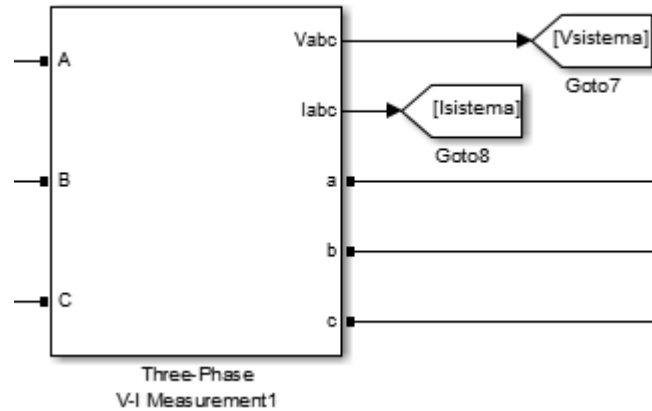 Vabc
[Vsistema]
A
Goto7
Iabc
[Isistema]
Goto8
B
a
b
C
c
Three-Phase
V-I Measurement1